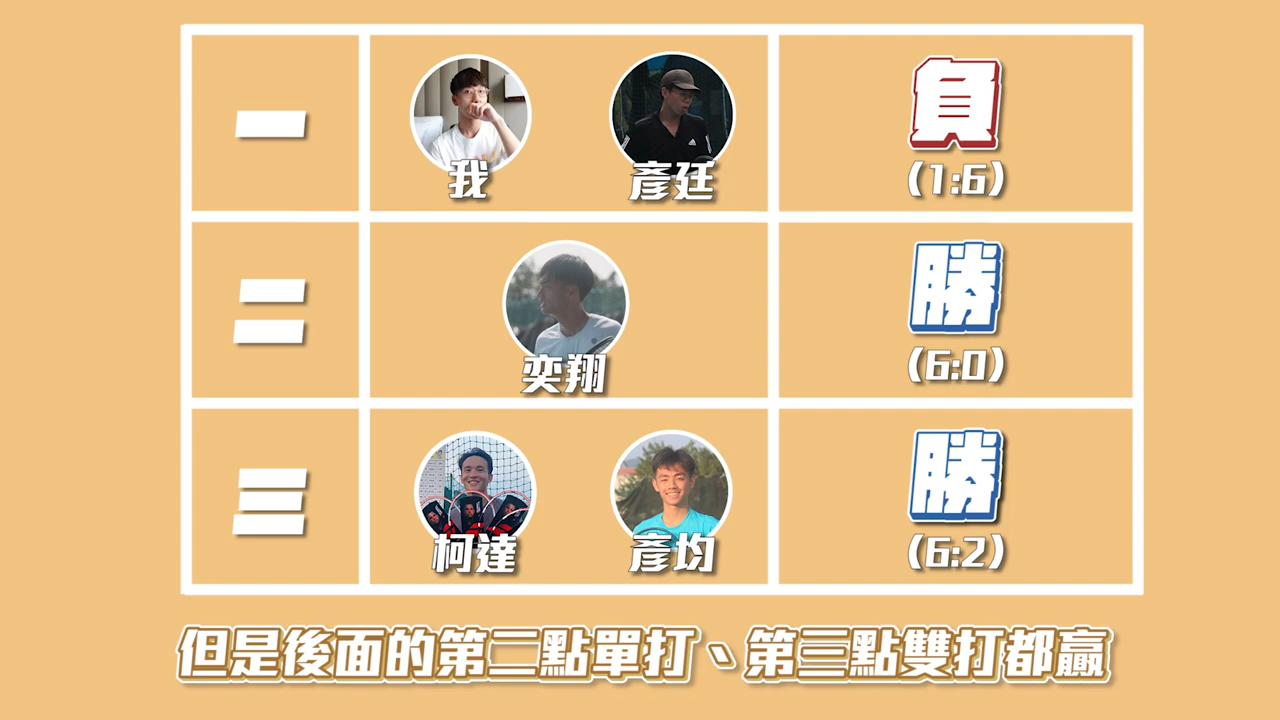 一
我
彥廷
負
(1:6)
二
奕翔
勝
(6:0)
三
柯達
彥均
勝
(6:2)
但是後面的第二點單打、第三點雙打都贏